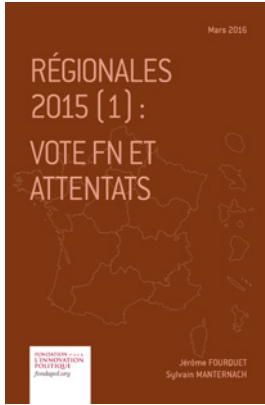 Mars 2016
RÉGIONALES
2015 (1) :
VOTE FN ET
ATTENTATS
FONDATION POUR
L'INNOVATION
POLITIQUE
fondapol.org
Jérôme FOURQUET
Sylvain MANTERNACH